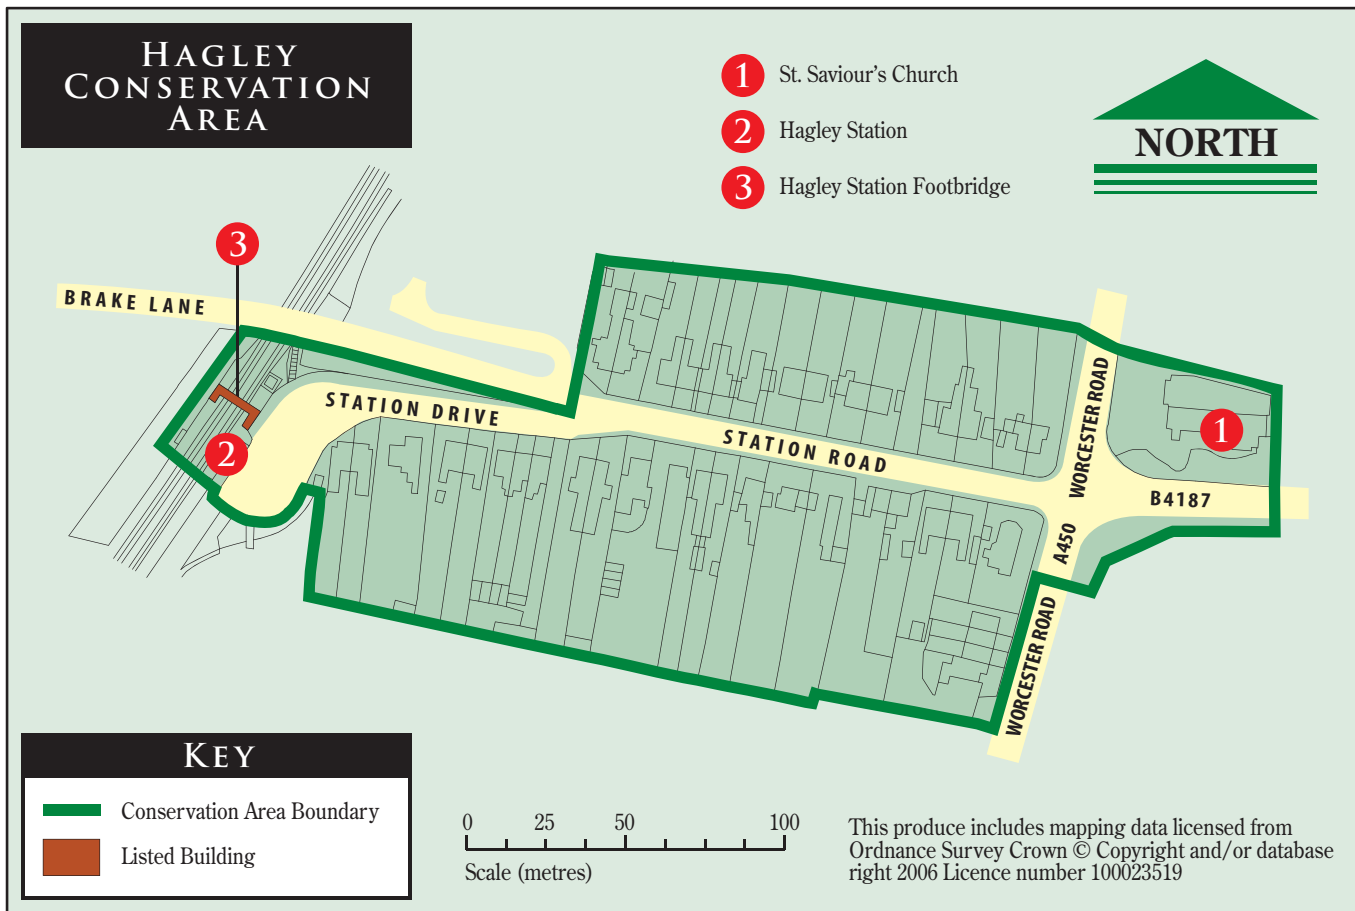 HAGLEY
CONSERVATION
AREA
1 St. Saviour's Church
2 Hagley Station
3 Hagley Station Footbridge
NORTH
3
BRAKE LANE
STATION DRIVE
2
STATION ROAD
WORCESTER ROAD
1
B4187
A450
WORCESTER ROAD
KEY
Conservation Area Boundary
Listed Building
0 25 50 100
Scale (metres)
This produce includes mapping data licensed from
Ordnance Survey Crown © Copyright and/or database
right 2006 Licence number 100023519